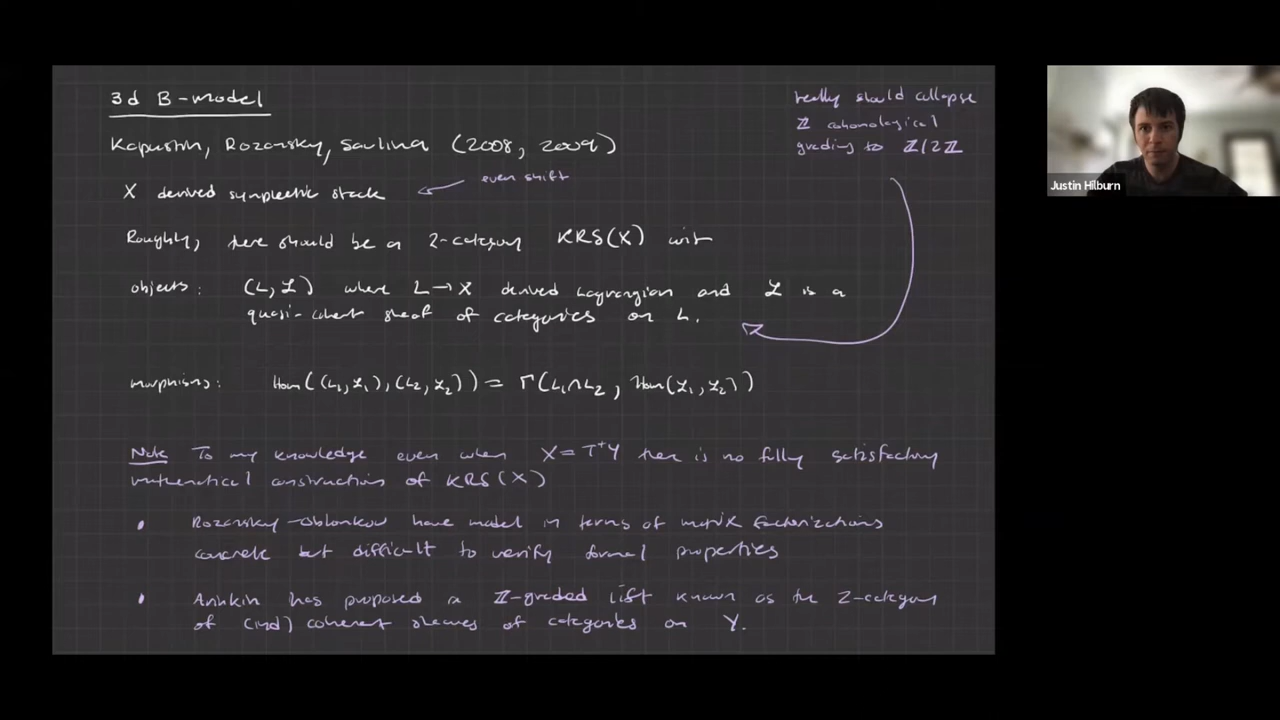 3d B-model
really should collapse
ℤ cohomological
grading to ℤ/2ℤ
Kapustin, Rozansky, Saulina (2008, 2009)
even shift
X derived symplectic stack
Roughly, there should be a 2-category KRS(X) with
objects: (L, ℒ) where L → X derived Lagrangian and ℒ is a
quasi-coherent sheaf of categories on L.
morphisms: Hom((L₁,ℒ₁),(L₂,ℒ₂)) = Γ(L₁∩L₂, Hom(ℒ₁,ℒ₂))
Note To my knowledge even when X = T*Y there is no fully satisfactory
mathematical construction of KRS(X)
• Rozansky-Oblomkov have model in terms of matrix factorizations
concrete but difficult to verify formal properties
• Arinkin has proposed a ℤ-graded lift known as the 2-category
of (ind) coherent sheaves of categories on Y.
Justin Hilburn